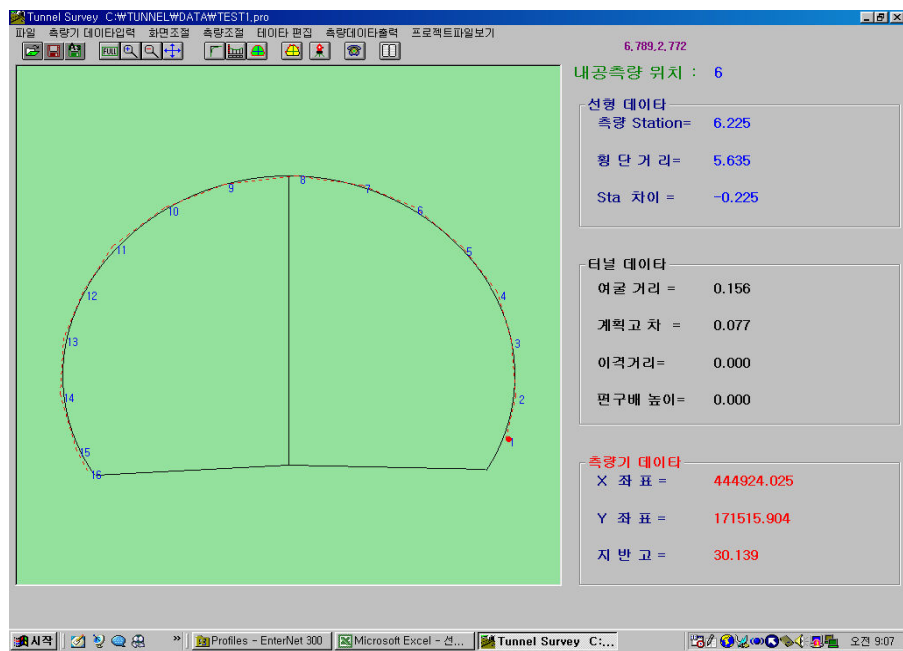 Tunnel Survey C:₩TUNNEL₩DATA₩TEST1.pro
파일 측량기 데이타입력 화면조절 측량조절 데이타 편집 측량데이타출력 프로젝트파일보기
FULL
6,789,2,772
내공측량 위치 : 6
선형 데이타
측량 Station= 6.225
횡 단 거 리= 5.635
Sta 차이 = -0.225
터널 데이타
여굴 거리 = 0.156
계획고 차 = 0.077
이격거리= 0.000
편구배 높이= 0.000
측량기 데이타
X 좌 표 = 444924.025
Y 좌 표 = 171515.904
지 반 고 = 30.139
8
9
7
10
6
11
5
12
4
13
3
14
2
1
15
16
시작 » Profiles - EnterNet 300 Microsoft Excel - 선... Tunnel Survey C:... 오전 9:07